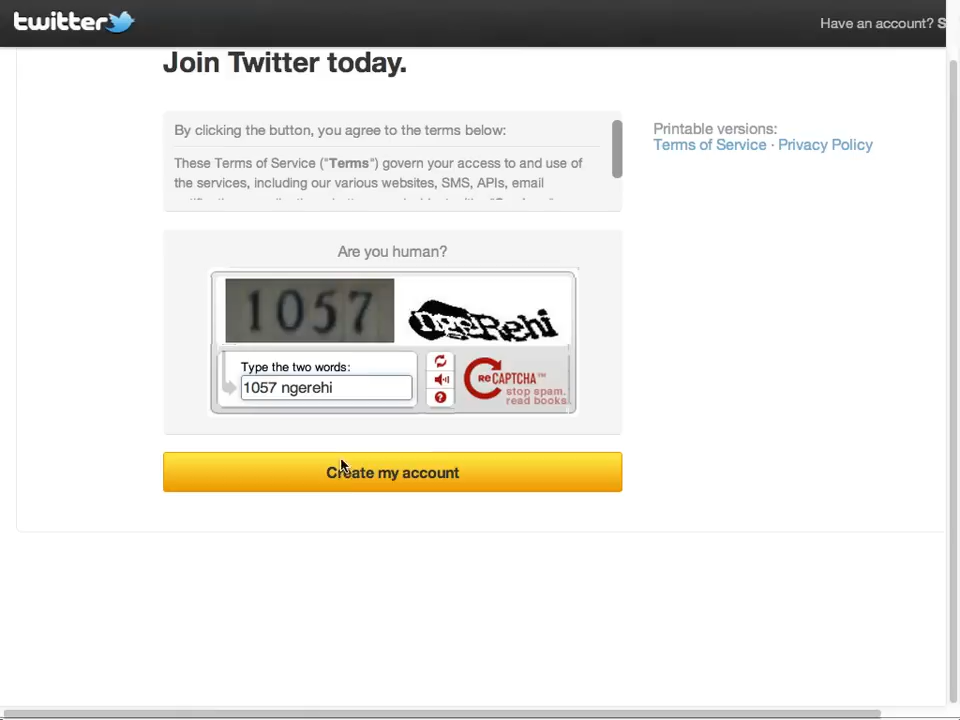 twitter
Have an account? S
Join Twitter today.
By clicking the button, you agree to the terms below:
These Terms of Service ("Terms") govern your access to and use of
the services, including our various websites, SMS, APIs, email
Printable versions:
Terms of Service · Privacy Policy
Are you human?
1057 ngeRehi
Type the two words:
1057 ngerehi
reCAPTCHA™
stop spam.
read books.
Create my account